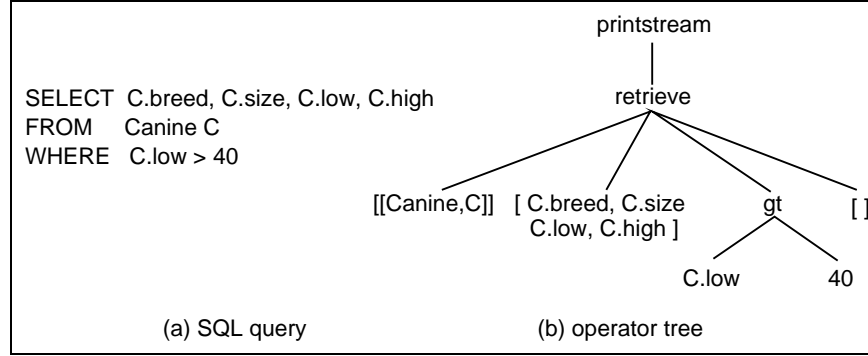 printstream
SELECT C.breed, C.size, C.low, C.high
FROM Canine C
WHERE C.low > 40
retrieve
[[Canine,C]] [ C.breed, C.size gt [ ]
C.low, C.high ]
C.low 40
(a) SQL query (b) operator tree